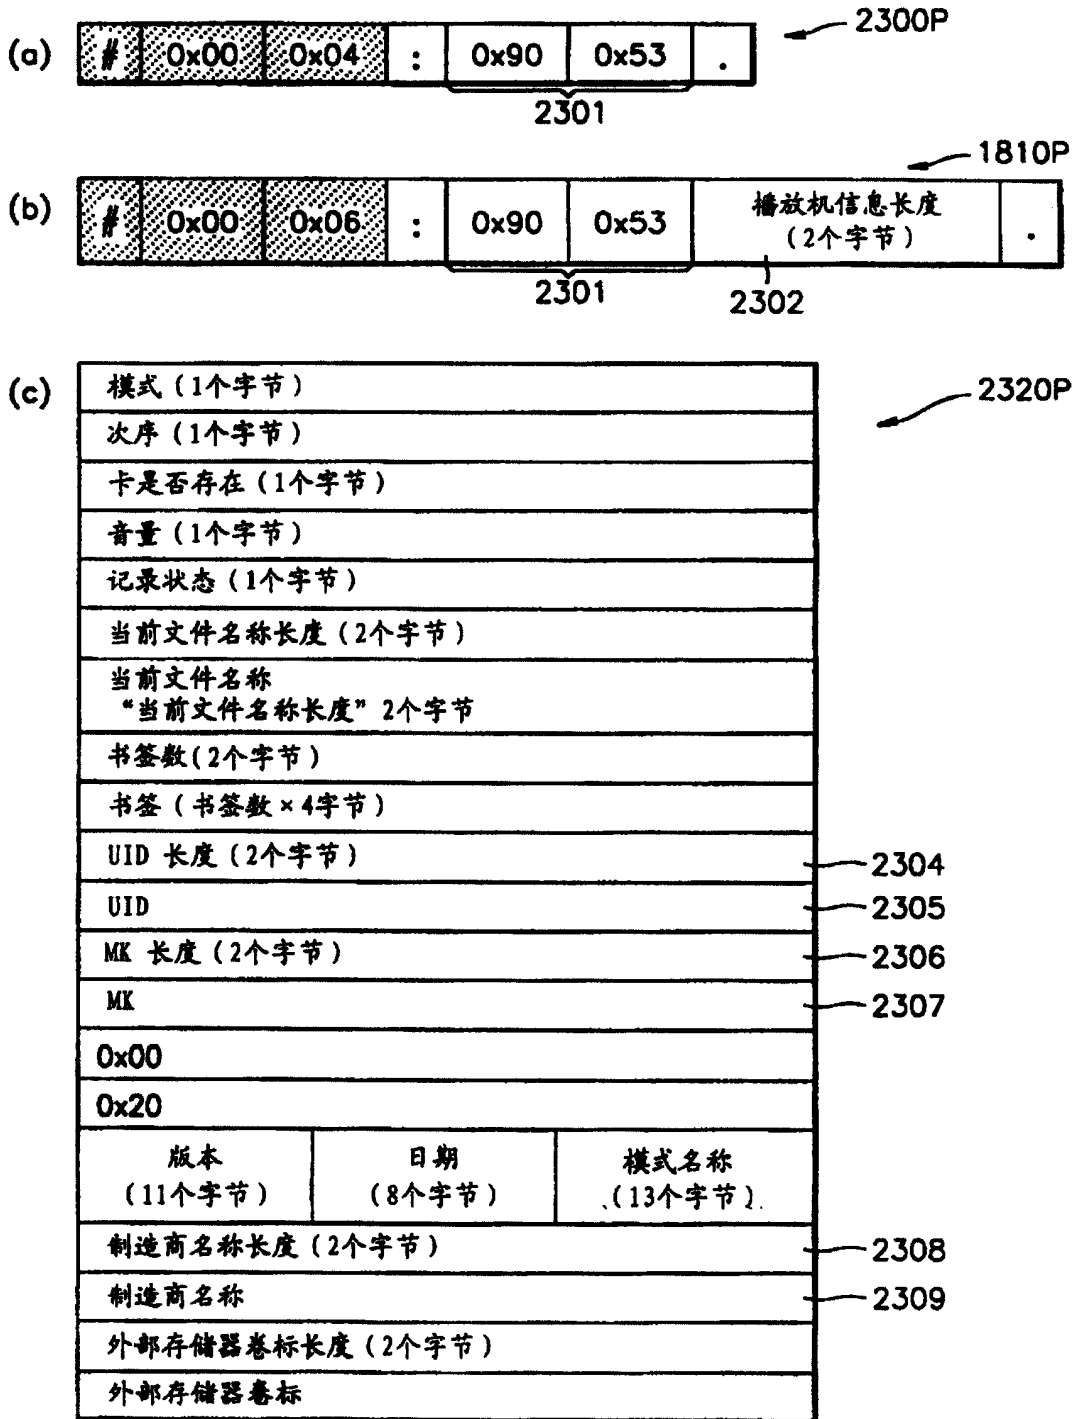 2300P
(a) # 0x00 0x04 : 0x90 0x53 .
2301
1810P
(b) # 0x00 0x06 : 0x90 0x53 播放机信息长度 .
(2个字节)
2301
2302
(c)
2320P
模式(1个字节)
次序(1个字节)
卡是否存在(1个字节)
音量(1个字节)
记录状态(1个字节)
当前文件名称长度(2个字节)
当前文件名称
“当前文件名称长度”2个字节
书签数(2个字节)
书签(书签数×4字节)
UID 长度(2个字节) 2304
UID 2305
MK 长度(2个字节) 2306
MK 2307
0x00
0x20
版本 日期 模式名称
(11个字节) (8个字节) (13个字节)
制造商名称长度(2个字节) 2308
制造商名称 2309
外部存储器卷标长度(2个字节)
外部存储器卷标